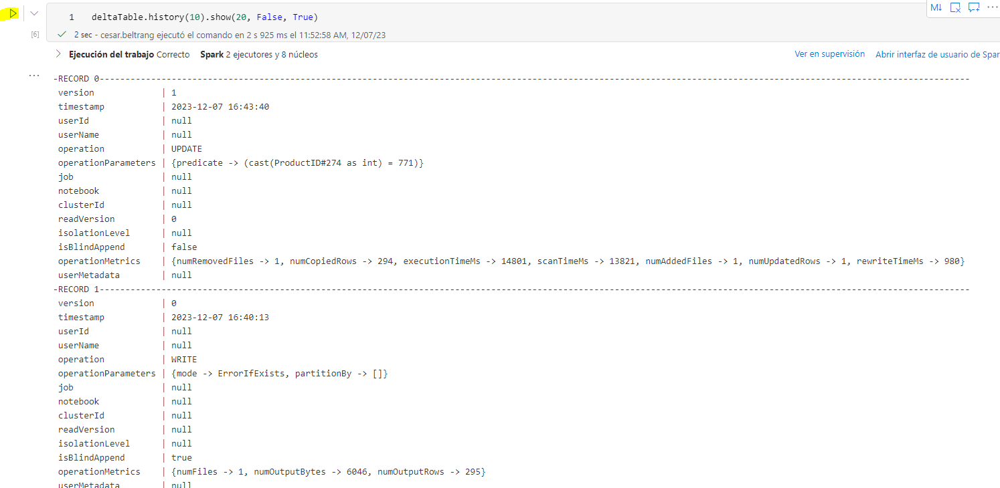 M↓
1 deltaTable.history(10).show(20, False, True)
[6] 2 sec - cesar.beltrang ejecutó el comando en 2 s 925 ms el 11:52:58 AM, 12/07/23
Ejecución del trabajo Correcto Spark 2 ejecutores y 8 núcleos Ver en supervisión Abrir interfaz de usuario de Spar
-RECORD 0------------------------------------------------------------------------------------------------------------------------------------------------------------------------
version | 1
timestamp | 2023-12-07 16:43:40
userId | null
userName | null
operation | UPDATE
operationParameters | {predicate -> (cast(ProductID#274 as int) = 771)}
job | null
notebook | null
clusterId | null
readVersion | 0
isolationLevel | null
isBlindAppend | false
operationMetrics | {numRemovedFiles -> 1, numCopiedRows -> 294, executionTimeMs -> 14801, scanTimeMs -> 13821, numAddedFiles -> 1, numUpdatedRows -> 1, rewriteTimeMs -> 980}
userMetadata | null
-RECORD 1------------------------------------------------------------------------------------------------------------------------------------------------------------------------
version | 0
timestamp | 2023-12-07 16:40:13
userId | null
userName | null
operation | WRITE
operationParameters | {mode -> ErrorIfExists, partitionBy -> []}
job | null
notebook | null
clusterId | null
readVersion | null
isolationLevel | null
isBlindAppend | true
operationMetrics | {numFiles -> 1, numOutputBytes -> 6046, numOutputRows -> 295}
userMetadata | null